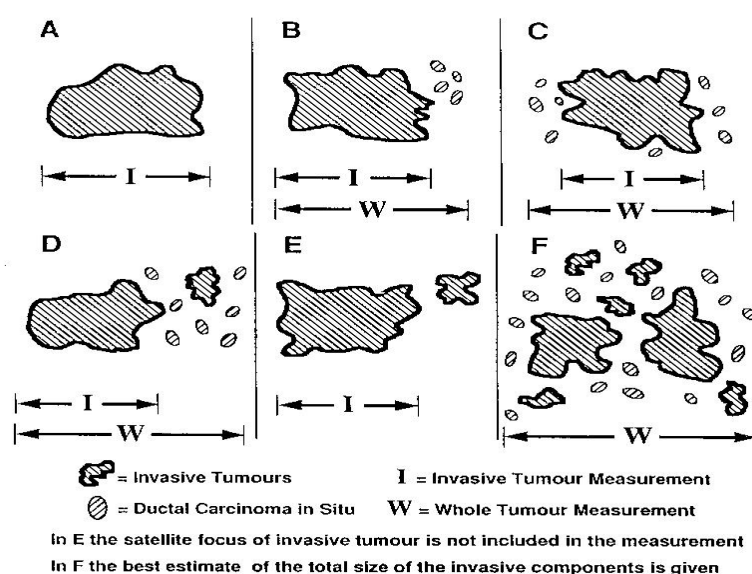 A B C
I I I
W W
D E F
I I
W W
= Invasive Tumours I = Invasive Tumour Measurement
= Ductal Carcinoma in Situ W = Whole Tumour Measurement
In E the satellite focus of invasive tumour is not included in the measurement
In F the best estimate of the total size of the invasive components is given